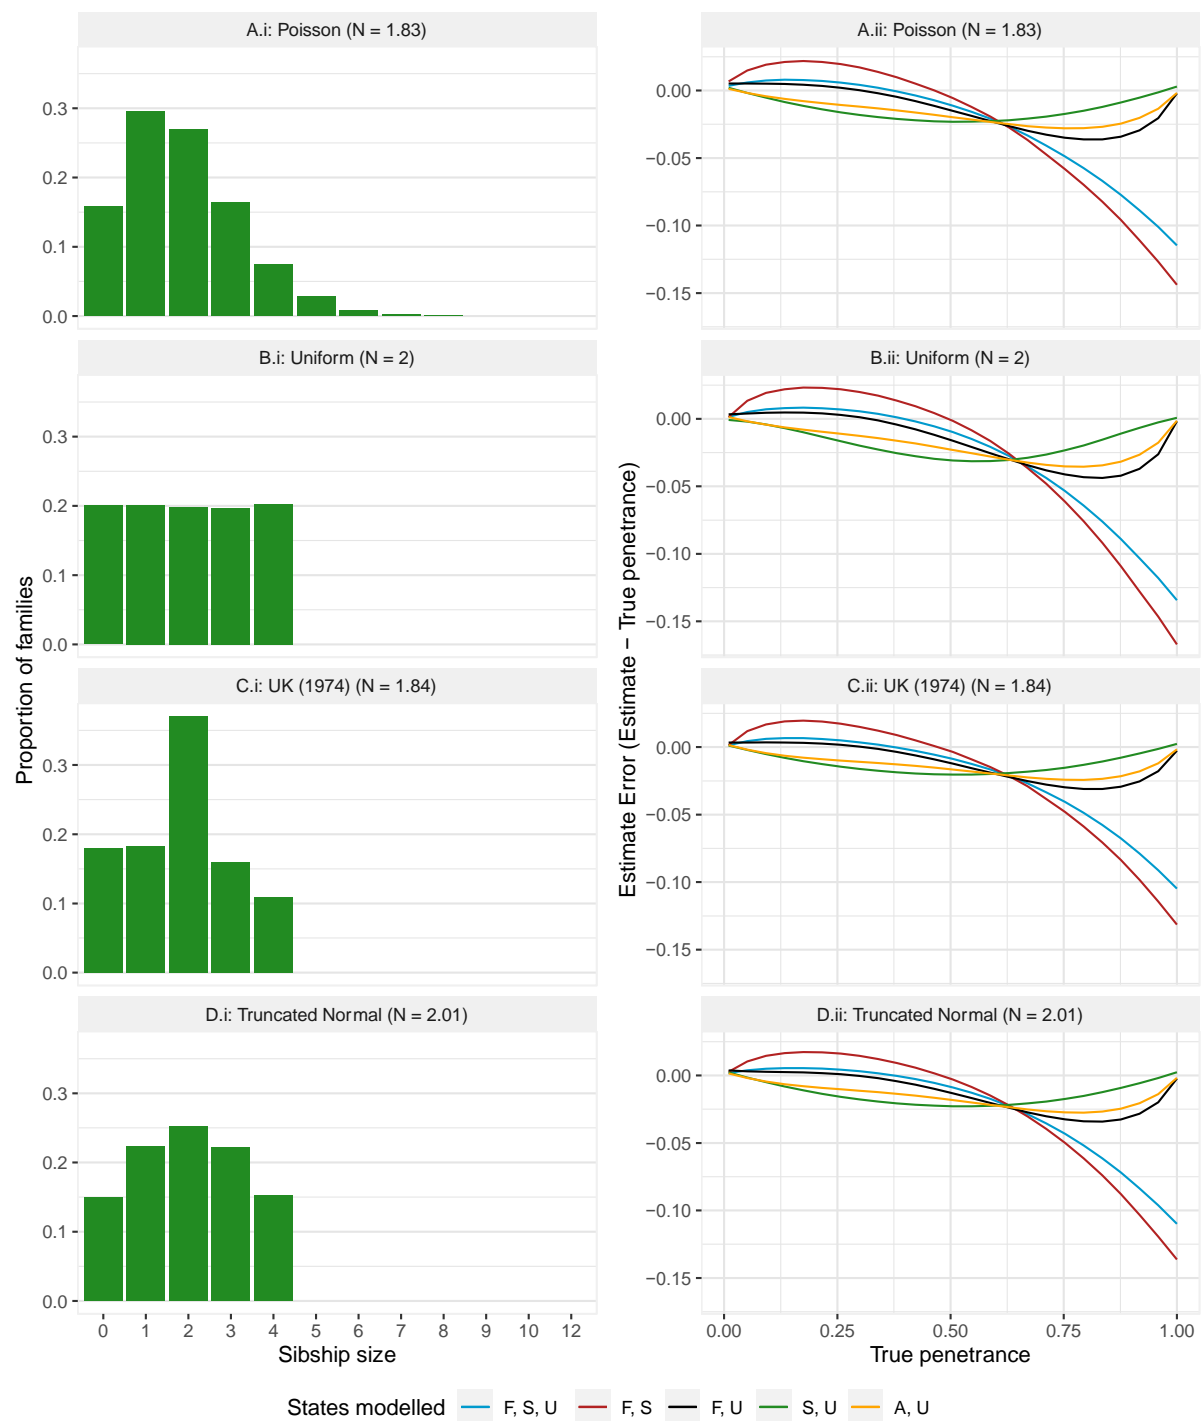 A.i: Poisson (N = 1.83)
0.3
0.2
0.1
0.0
A.ii: Poisson (N = 1.83)
0.00
−0.05
−0.10
−0.15
B.i: Uniform (N = 2)
0.3
0.2
0.1
0.0
B.ii: Uniform (N = 2)
0.00
−0.05
−0.10
−0.15
C.i: UK (1974) (N = 1.84)
0.3
0.2
0.1
0.0
C.ii: UK (1974) (N = 1.84)
0.00
−0.05
−0.10
−0.15
D.i: Truncated Normal (N = 2.01)
0.3
0.2
0.1
0.0
D.ii: Truncated Normal (N = 2.01)
0.00
−0.05
−0.10
−0.15
Proportion of families
Estimate Error (Estimate − True penetrance)
0 1 2 3 4 5 6 7 8 9 10 12
Sibship size
0.00 0.25 0.50 0.75 1.00
True penetrance
States modelled F, S, U F, S F, U S, U A, U